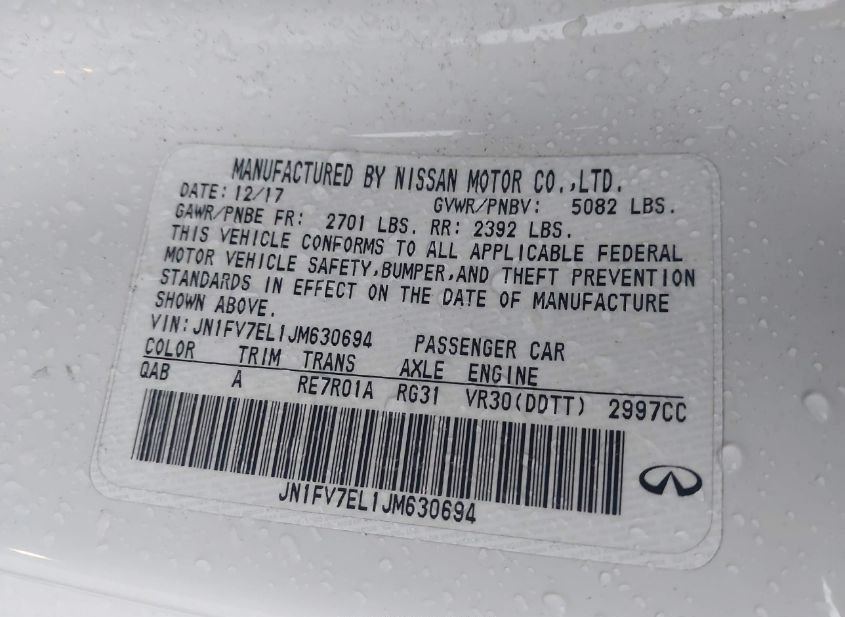 MANUFACTURED BY NISSAN MOTOR CO.,LTD.
DATE: 12/17 GVWR/PNBV: 5082 LBS.
GAWR/PNBE FR: 2701 LBS. RR: 2392 LBS.
THIS VEHICLE CONFORMS TO ALL APPLICABLE FEDERAL
MOTOR VEHICLE SAFETY,BUMPER,AND THEFT PREVENTION
STANDARDS IN EFFECT ON THE DATE OF MANUFACTURE
SHOWN ABOVE.
VIN:JN1FV7EL1JM630694 PASSENGER CAR
COLOR TRIM TRANS AXLE ENGINE
QAB A RE7R01A RG31 VR30(DDTT) 2997CC
JN1FV7EL1JM630694